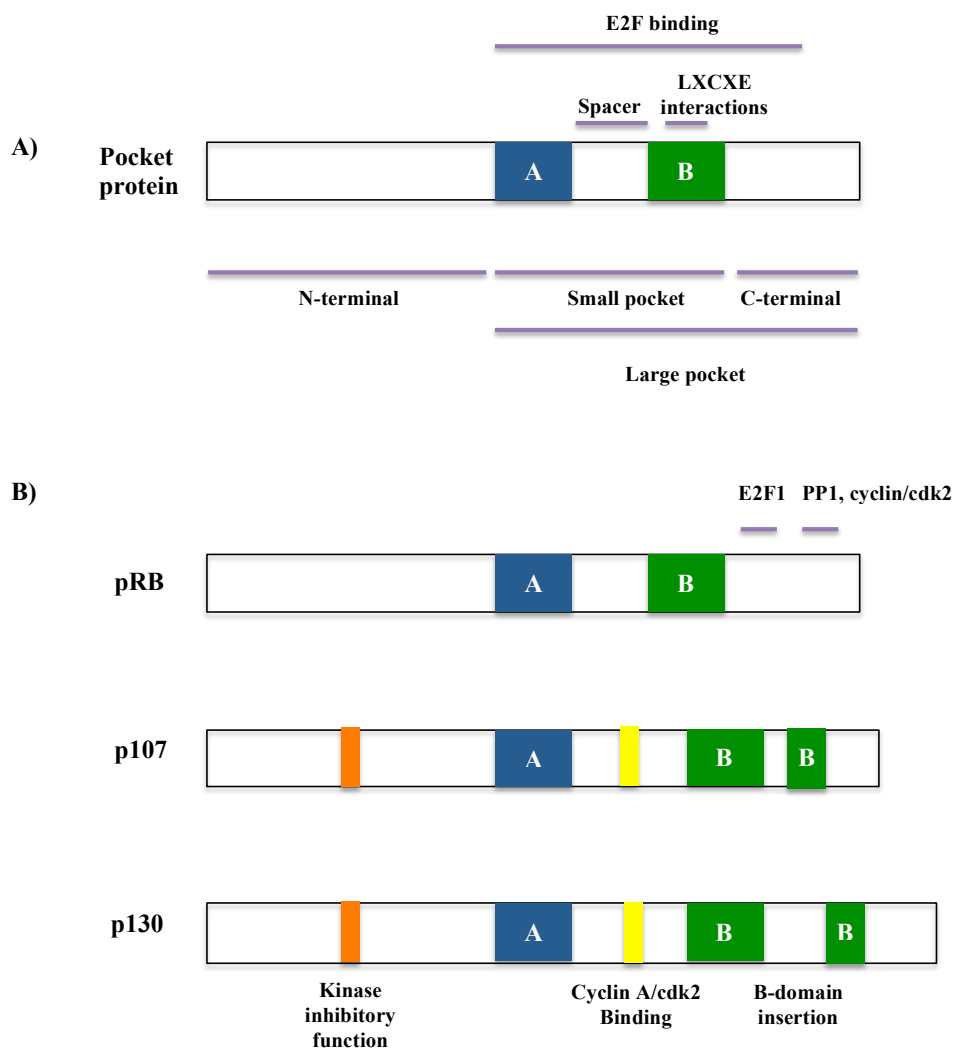 E2F binding
LXCXE
Spacer interactions
A)
Pocket
protein
A
B
N-terminal
Small pocket
C-terminal
Large pocket
B)
E2F1
PP1, cyclin/cdk2
pRB
A
B
p107
A
B
B
p130
A
B
B
Kinase
inhibitory
function
Cyclin A/cdk2
Binding
B-domain
insertion